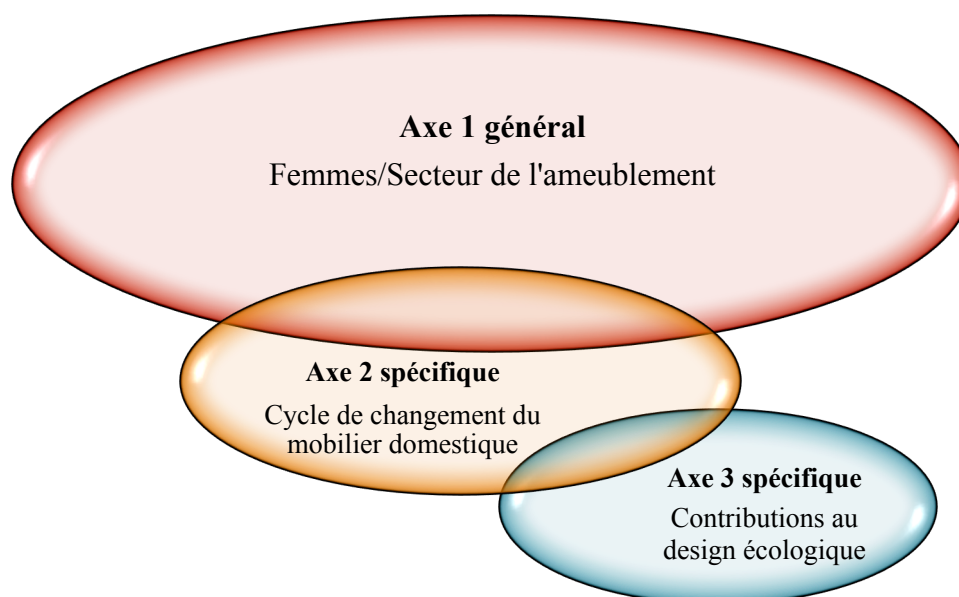 Axe 1 général
Femmes/Secteur de l'ameublement
Axe 2 spécifique
Cycle de changement du
mobilier domestique
Axe 3 spécifique
Contributions au
design écologique